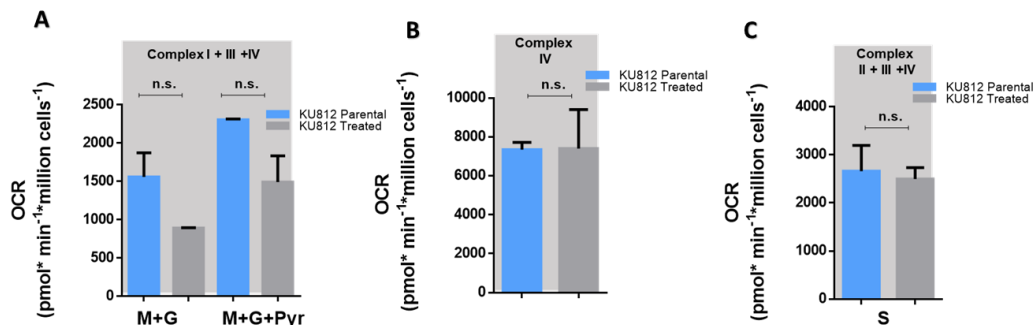 A
Complex I + III +IV
n.s.
n.s.
KU812 Parental
KU812 Treated
2500
2000
1500
1000
500
0
OCR
(pmol* min-1*million cells-1)
M+G
M+G+Pyr
B
Complex
IV
n.s.
KU812 Parental
KU812 Treated
10000
8000
6000
4000
2000
0
OCR
(pmol* min-1*million cells-1)
C
Complex
II + III +IV
n.s.
KU812 Parental
KU812 Treated
4000
3000
2000
1000
0
OCR
(pmol* min-1*million cells-1)
S